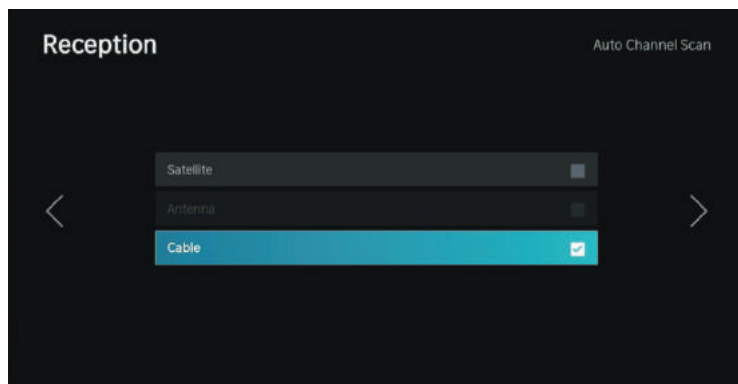 Reception
Auto Channel Scan
Satellite
Antenna
Cable